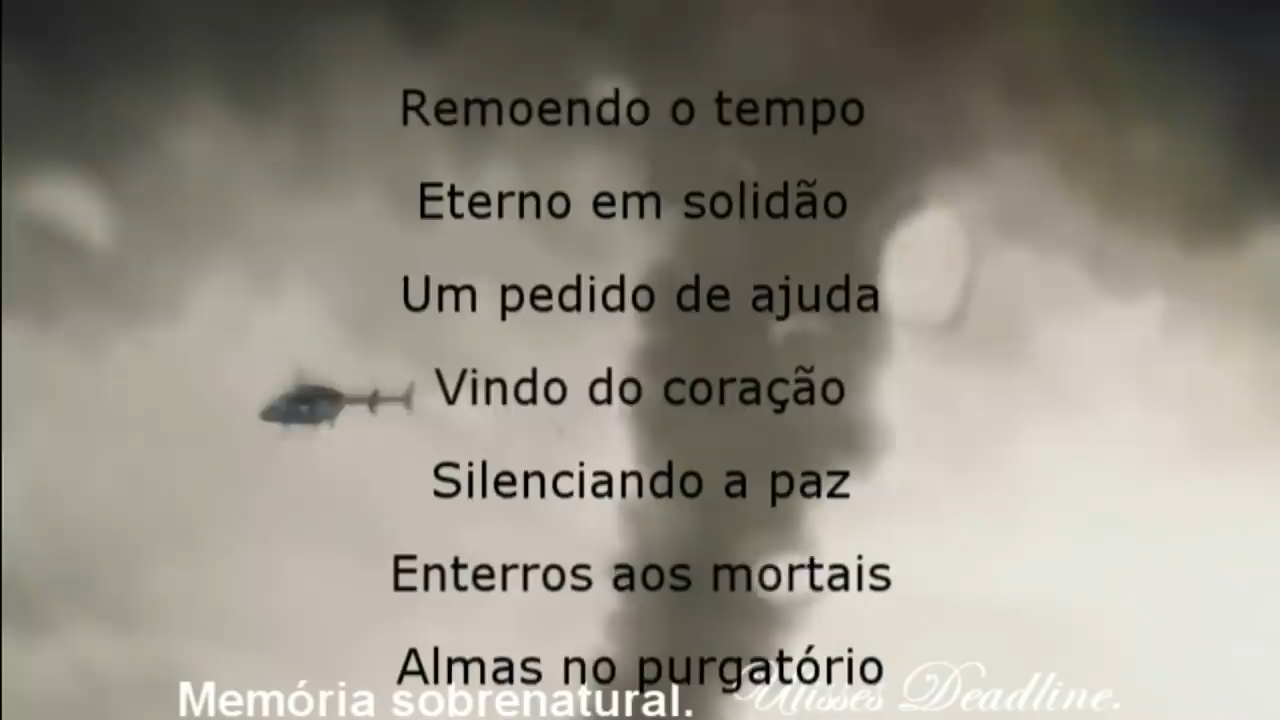 Remoendo o tempo
Eterno em solidão
Um pedido de ajuda
Vindo do coração
Silenciando a paz
Enterros aos mortais
Almas no purgatório
Memória sobrenatural.
Ulisses Deadline.